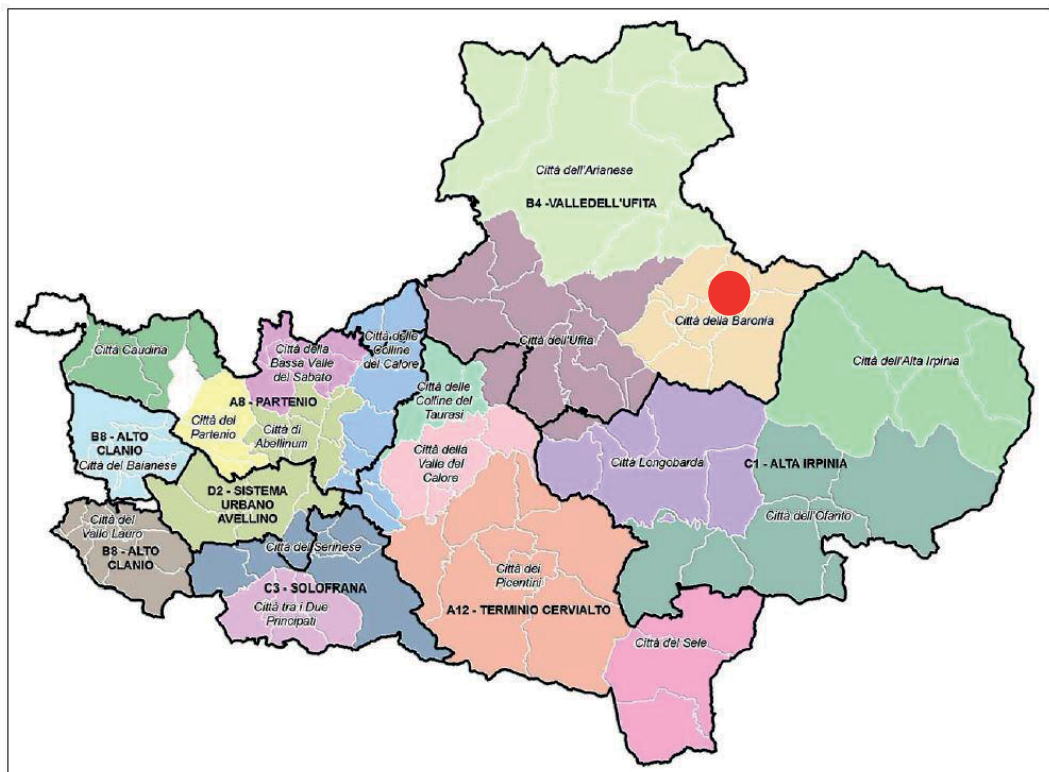 Città dell'Arianese
B4 -VALLEDELL'UFITA
Città della Baronia
Città dell'Ufita
Città dell'Alta Irpinia
Città Caudina
Città delle
Colline
del Calore
Città della
Bassa Valle
del Sabato
Città delle
Colline del
Taurasi
A8 - PARTENIO
Città del
Partenio
Città di
Abellinum
B8 - ALTO
CLANIO
Città del Baianese
Città della
Valle del
Calore
Città Longobarda
C1 - ALTA IRPINIA
D2 - SISTEMA
URBANO
AVELLINO
Città dell'Ofanto
Città del
Vallo Lauro
B8 - ALTO
CLANIO
Città del Serinese
Città dei
Picentini
C3 - SOLOFRANA
Città tra i Due
Principati
A12 - TERMINIO CERVIALTO
Città del Sele